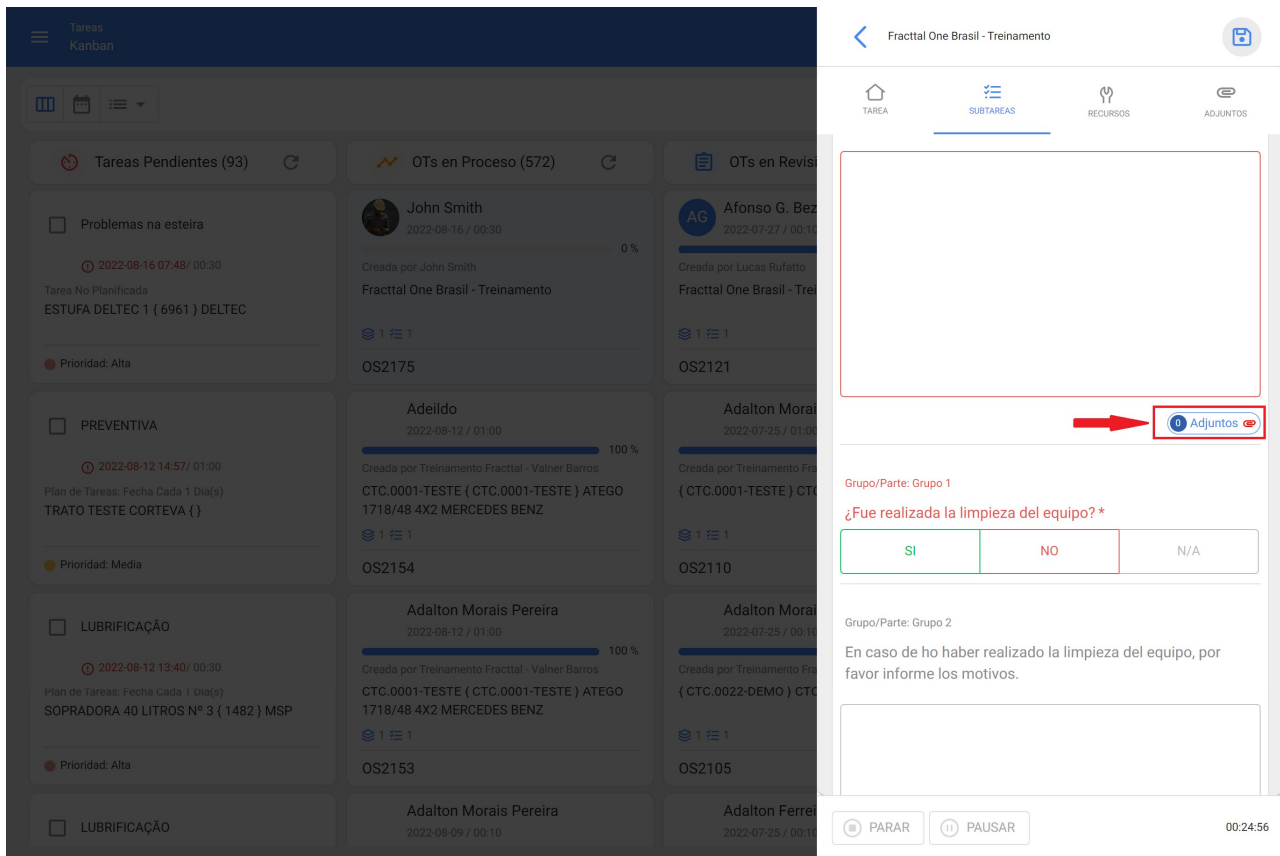 Tareas
Kanban
Tareas Pendientes (93)
Problemas na esteira
2022-08-16 07:48/ 00:30
Tarea No Planificada
ESTUFA DELTEC 1 { 6961 } DELTEC
Prioridad: Alta
PREVENTIVA
2022-08-12 14:57/ 01:00
Plan de Tareas: Fecha Cada 1 Dia(s)
TRATO TESTE CORTEVA { }
Prioridad: Media
LUBRIFICAÇÃO
2022-08-12 13:40/ 00:30
Plan de Tareas: Fecha Cada 1 Dia(s)
SOPRADORA 40 LITROS Nº 3 { 1482 } MSP
Prioridad: Alta
LUBRIFICAÇÃO
OTs en Proceso (572)
John Smith
2022-08-16 / 00:30
0 %
Creada por John Smith
Fracttal One Brasil - Treinamento
1 1
OS2175
Adeildo
2022-08-12 / 01:00
100 %
Creada por Treinamento Fracttal - Valner Barros
CTC.0001-TESTE { CTC.0001-TESTE } ATEGO
1718/48 4X2 MERCEDES BENZ
1 1
OS2154
Adalton Morais Pereira
2022-08-12 / 01:00
100 %
Creada por Treinamento Fracttal - Valner Barros
CTC.0001-TESTE { CTC.0001-TESTE } ATEGO
1718/48 4X2 MERCEDES BENZ
1 1
OS2153
Adalton Morais Pereira
2022-08-09 / 00:10
OTs en Revisi
AG
Afonso G. Bez
2022-07-27 / 00:10
Creada por Lucas Rufatto
Fracttal One Brasil - Trei
1 1
OS2121
Adalton Morai
2022-07-25 / 01:00
Creada por Treinamento Fra
{ CTC.0001-TESTE } CTC
1 1
OS2110
Adalton Morai
2022-07-25 / 00:10
Creada por Treinamento Fra
{ CTC.0022-DEMO } CTC
1 1
OS2105
Adalton Ferrei
2022-07-25 / 00:10
Fracttal One Brasil - Treinamento
TAREA
SUBTAREAS
RECURSOS
ADJUNTOS
0 Adjuntos
Grupo/Parte: Grupo 1
¿Fue realizada la limpieza del equipo? *
SI
NO
N/A
Grupo/Parte: Grupo 2
En caso de ho haber realizado la limpieza del equipo, por
favor informe los motivos.
PARAR
PAUSAR
00:24:56